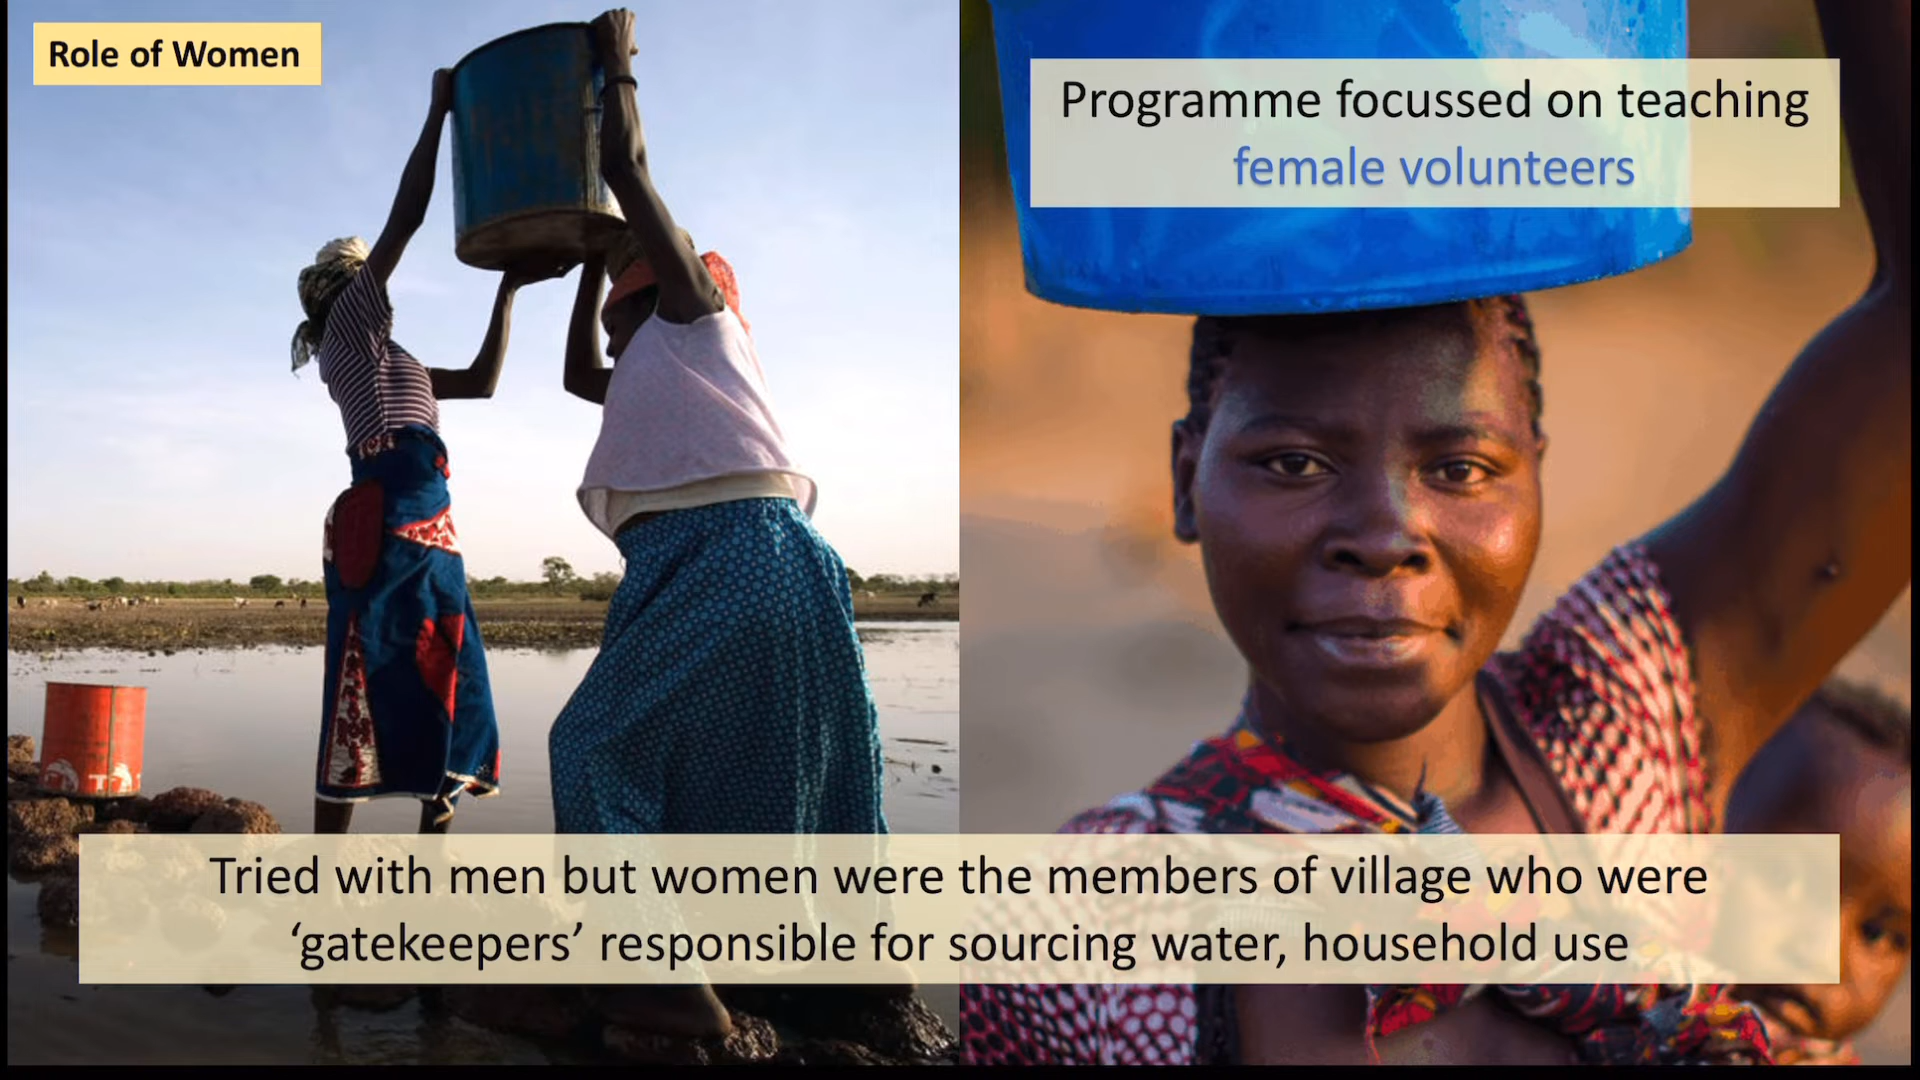 Role of Women
Programme focussed on teaching
female volunteers
Tried with men but women were the members of village who were
‘gatekeepers’ responsible for sourcing water, household use